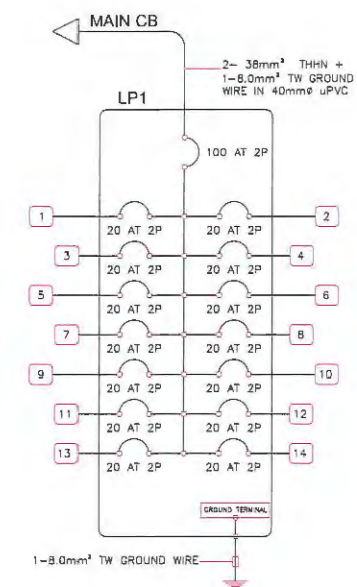 MAIN CB
2- 38mm² THHN +
1-8.0mm² TW GROUND
WIRE IN 40mmø uPVC
LP1
100 AT 2P
1
2
20 AT 2P
20 AT 2P
3
4
20 AT 2P
20 AT 2P
5
6
20 AT 2P
20 AT 2P
7
8
20 AT 2P
20 AT 2P
9
10
20 AT 2P
20 AT 2P
11
12
20 AT 2P
20 AT 2P
13
14
20 AT 2P
20 AT 2P
GROUND TERMINAL
1-8.0mm² TW GROUND WIRE